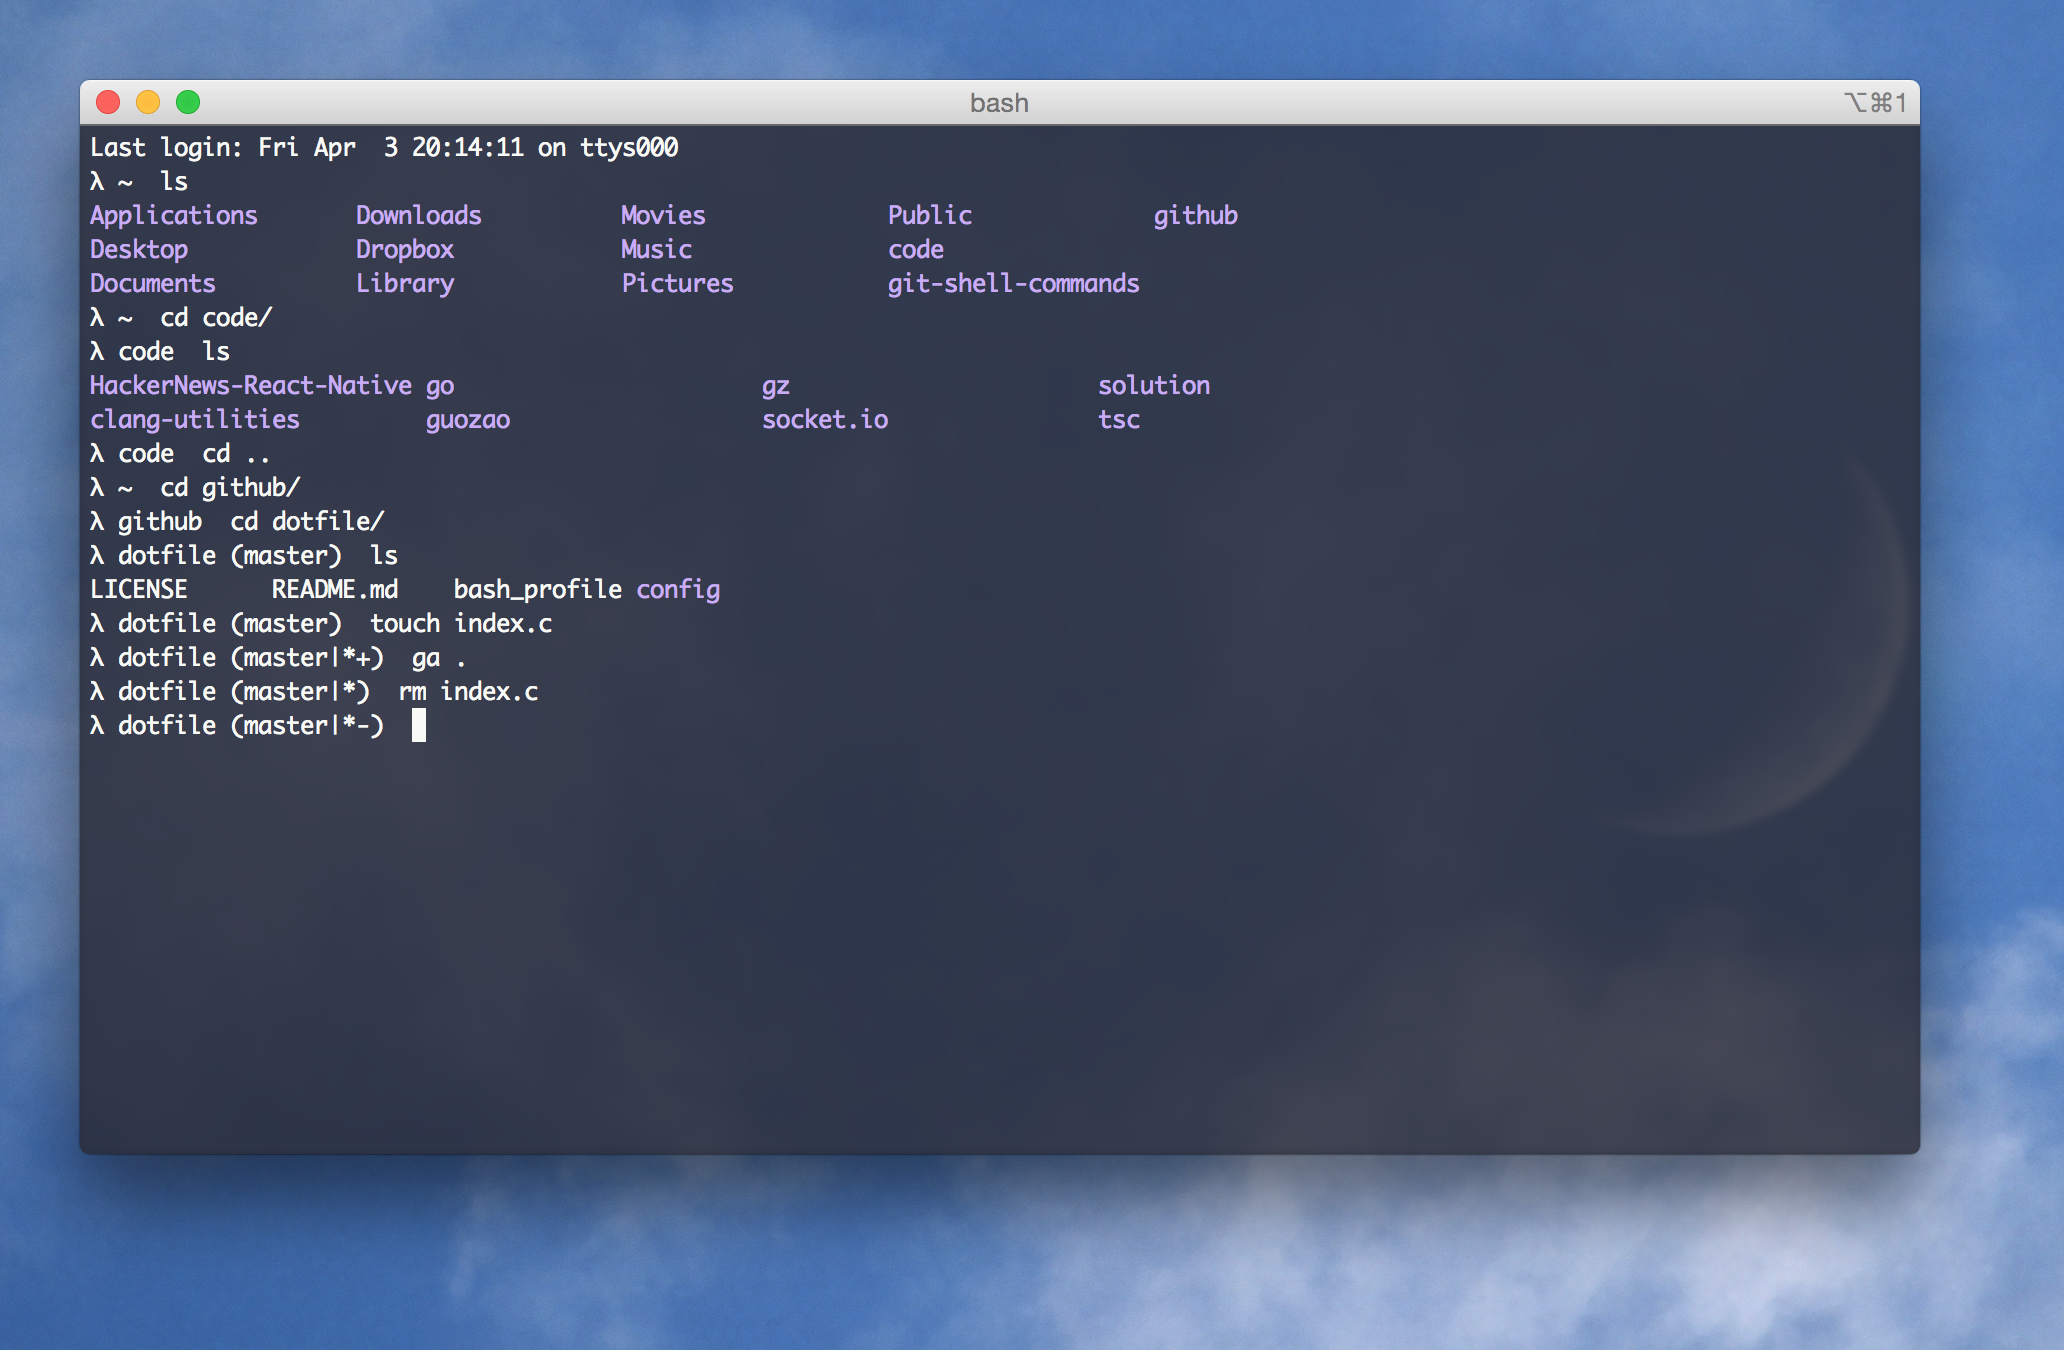 bash ⌥⌘1
Last login: Fri Apr  3 20:14:11 on ttys000
λ ~  ls
Applications       Downloads          Movies             Public             github
Desktop            Dropbox            Music              code
Documents          Library            Pictures           git-shell-commands
λ ~  cd code/
λ code  ls
HackerNews-React-Native go                      gz                      solution
clang-utilities         guozao                  socket.io               tsc
λ code  cd ..
λ ~  cd github/
λ github  cd dotfile/
λ dotfile (master)  ls
LICENSE      README.md    bash_profile config
λ dotfile (master)  touch index.c
λ dotfile (master|*+)  ga .
λ dotfile (master|*)  rm index.c
λ dotfile (master|*-)